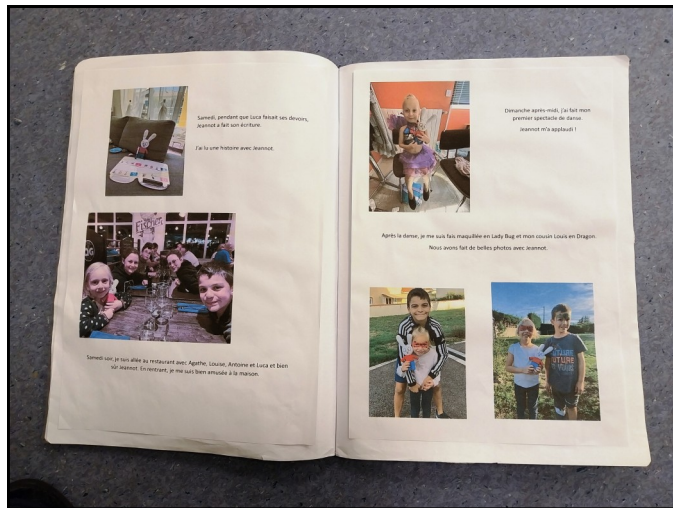 Samedi, pendant que Luca faisait ses devoirs,
Jeannot a fait son écriture.
J'ai lu une histoire avec Jeannot.
Samedi soir, je suis allée au restaurant avec Agathe, Louise, Antoine et Luca et bien
sûr Jeannot. En rentrant, je me suis bien amusée à la maison.
Dimanche après-midi, j'ai fait mon
premier spectacle de danse.
Jeannot m'a applaudi !
Après la danse, je me suis fais maquillée en Lady Bug et mon cousin Louis en Dragon.
Nous avons fait de belles photos avec Jeannot.
FUTURE